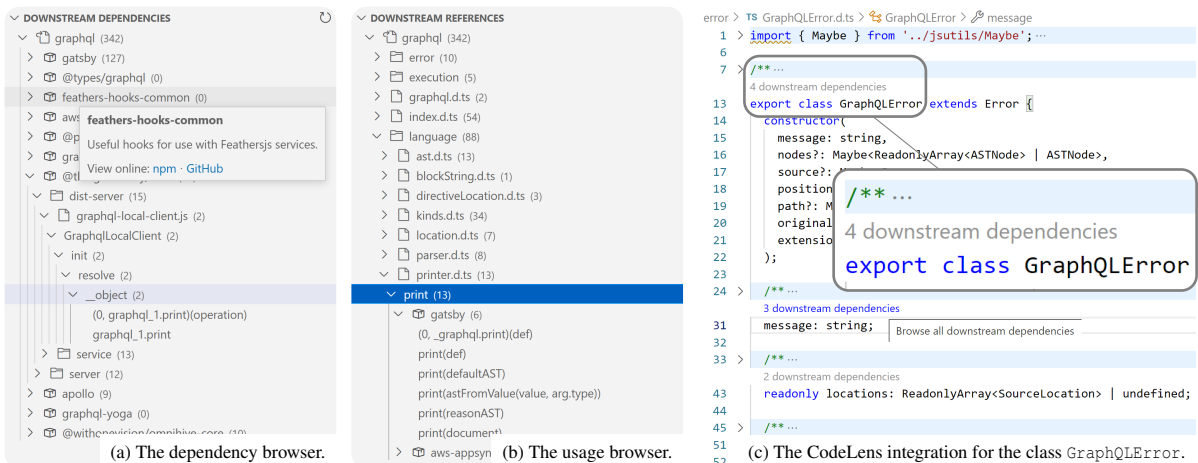 DOWNSTREAM DEPENDENCIES
graphql (342)
gatsby (127)
@types/graphql (0)
feathers-hooks-common (0)
aws
feathers-hooks-common
@p
Useful hooks for use with Feathersjs services.
gra
View online: npm · GitHub
dist-server (15)
graphql-local-client.js (2)
GraphqlLocalClient (2)
init (2)
resolve (2)
__object (2)
(0, graphql_1.print)(operation)
graphql_1.print
service (13)
server (12)
apollo (9)
graphql-yoga (0)
(a) The dependency browser.
DOWNSTREAM REFERENCES
graphql (342)
error (10)
execution (5)
graphql.d.ts (2)
index.d.ts (54)
language (88)
ast.d.ts (13)
blockString.d.ts (1)
directiveLocation.d.ts (3)
kinds.d.ts (34)
location.d.ts (7)
parser.d.ts (8)
printer.d.ts (13)
print (13)
gatsby (6)
(0, _graphql.print)(def)
print(def)
print(defaultAST)
print(astFromValue(value, arg.type))
print(reasonAST)
print(document)
aws-appsyn
(b) The usage browser.
error > TS GraphQLError.d.ts > GraphQLError > message
1 > import { Maybe } from '../jsutils/Maybe'; ···
6
7 > /** ···
4 downstream dependencies
13 export class GraphQLError extends Error {
14 constructor(
15 message: string,
16 nodes?: Maybe<ReadonlyArray<ASTNode> | ASTNode>,
17 source?:
18 position
19 path?: M
20 original
21 extensio
22 );
23
/** ···
4 downstream dependencies
export class GraphQLError
24 > /** ···
3 downstream dependencies
31 message: string;
Browse all downstream dependencies
32
33 > /** ···
2 downstream dependencies
43 readonly locations: ReadonlyArray<SourceLocation> | undefined;
44
45 > /** ···
51
52
(c) The CodeLens integration for the class GraphQLError.